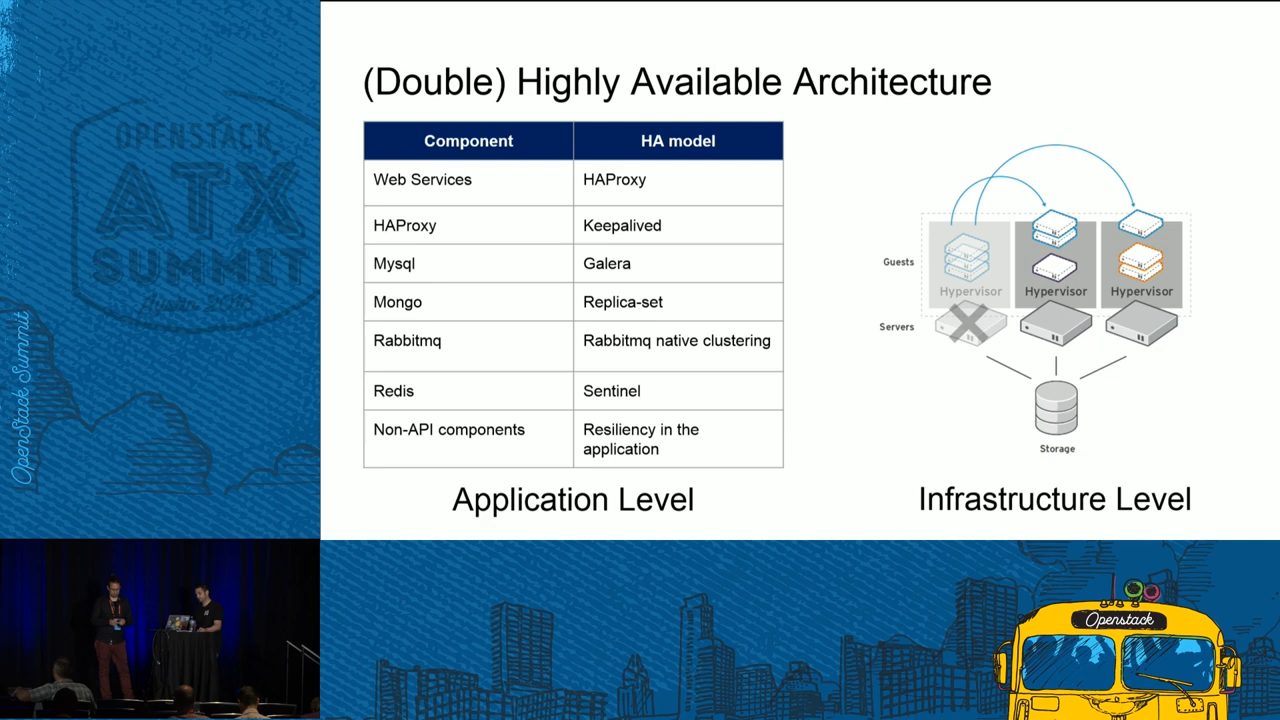 (Double) Highly Available Architecture
Component HA model
Web Services HAProxy
HAProxy Keepalived
Mysql Galera
Mongo Replica-set
Rabbitmq Rabbitmq native clustering
Redis Sentinel
Non-API components Resiliency in the
application
Application Level
Guests
Hypervisor Hypervisor Hypervisor
Servers
Storage
Infrastructure Level
OPENSTACK
ATX
SUMMIT
OpenStack Summit
Openstack